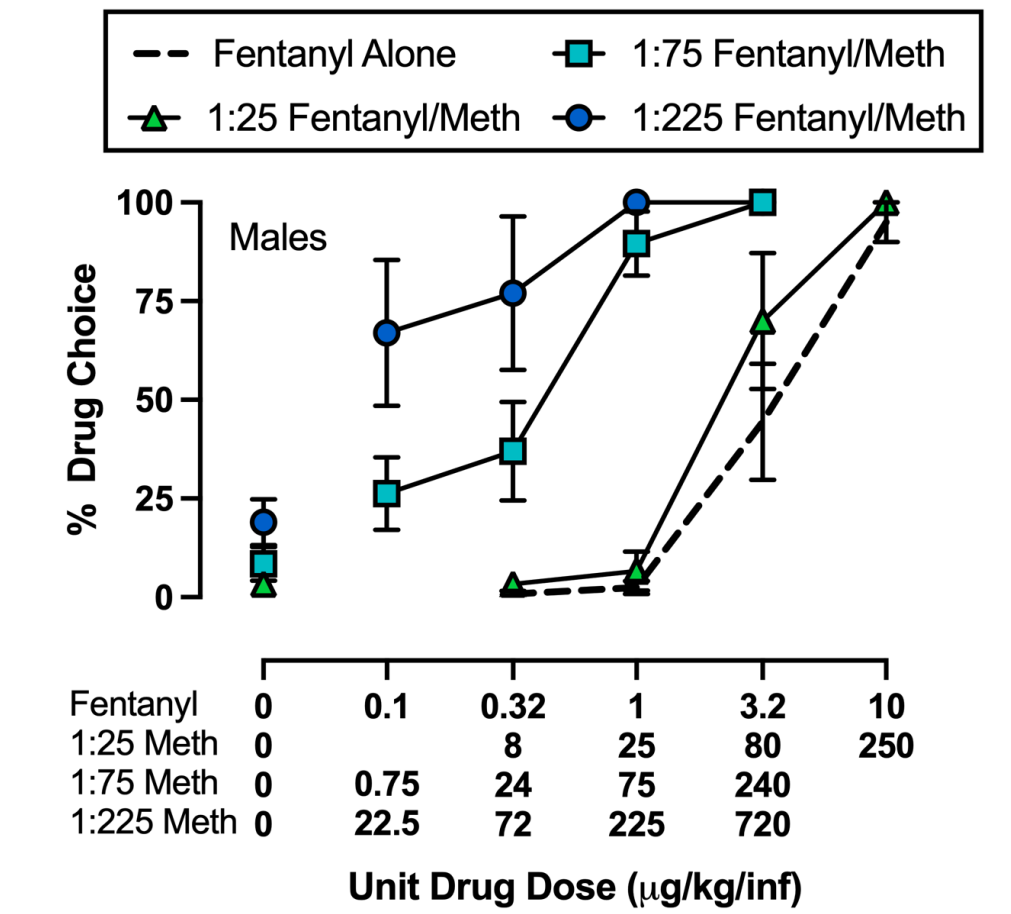 Fentanyl Alone 1:75 Fentanyl/Meth
1:25 Fentanyl/Meth 1:225 Fentanyl/Meth
100
Males
75
50
25
0
% Drug Choice
Fentanyl 0 0.1 0.32 1 3.2 10
1:25 Meth 0 8 25 80 250
1:75 Meth 0 0.75 24 75 240
1:225 Meth 0 22.5 72 225 720
Unit Drug Dose (μg/kg/inf)